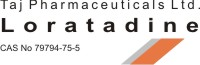 Taj Pharmaceuticals Ltd.
Loratadine
CAS No 79794-75-5